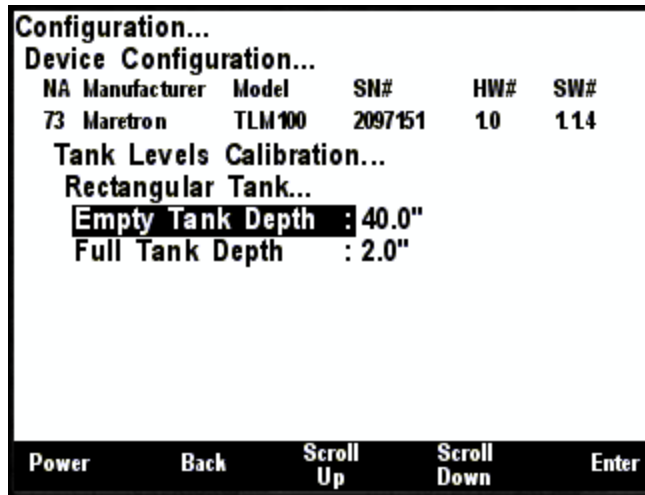 Configuration...
Device Configuration...
NA Manufacturer Model SN# HW# SW#
73 Maretron TLM100 2097151 1.0 1.1.4
Tank Levels Calibration...
Rectangular Tank...
Empty Tank Depth : 40.0"
Full Tank Depth : 2.0"
Power Back Scroll Up Scroll Down Enter